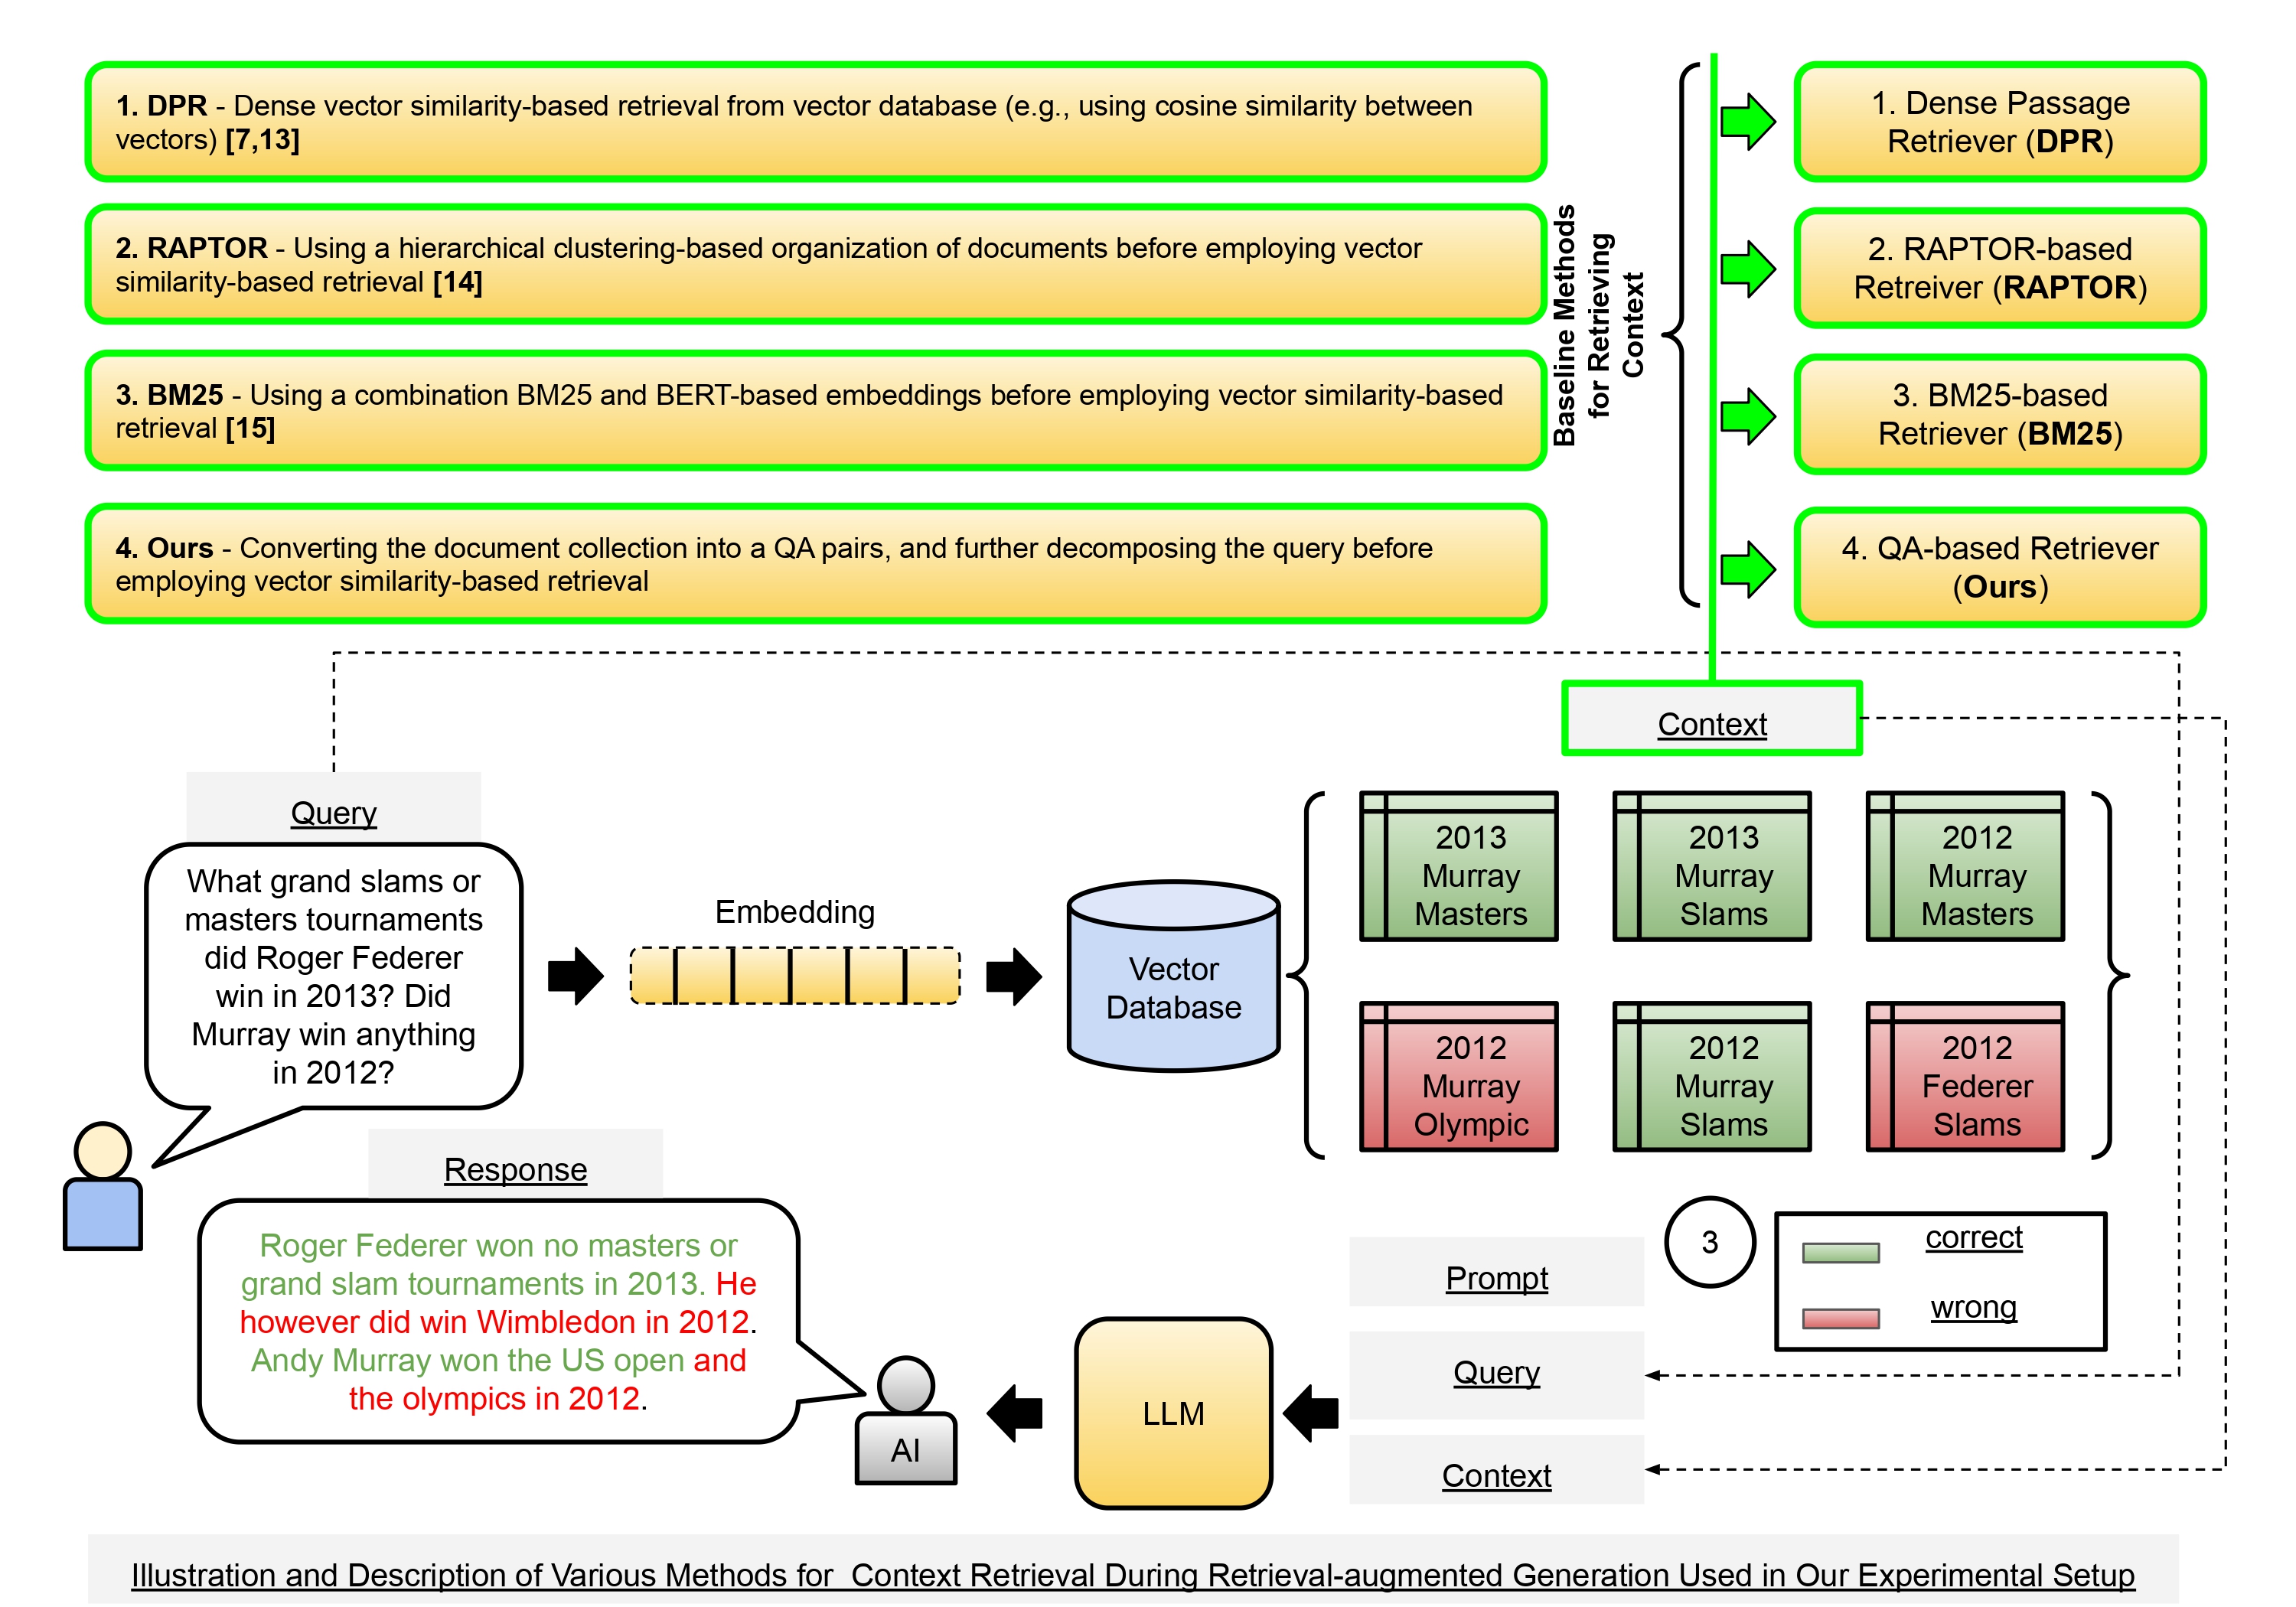 1. DPR - Dense vector similarity-based retrieval from vector database (e.g., using cosine similarity between
vectors) [7,13]
2. RAPTOR - Using a hierarchical clustering-based organization of documents before employing vector
similarity-based retrieval [14]
3. BM25 - Using a combination BM25 and BERT-based embeddings before employing vector similarity-based
retrieval [15]
4. Ours - Converting the document collection into a QA pairs, and further decomposing the query before
employing vector similarity-based retrieval
Baseline Methods
for Retrieving
Context
1. Dense Passage
Retriever (DPR)
2. RAPTOR-based
Retreiver (RAPTOR)
3. BM25-based
Retriever (BM25)
4. QA-based Retriever
(Ours)
Context
Query
What grand slams or
masters tournaments
did Roger Federer
win in 2013? Did
Murray win anything
in 2012?
Embedding
Vector
Database
2013
Murray
Masters
2013
Murray
Slams
2012
Murray
Masters
2012
Murray
Olympic
2012
Murray
Slams
2012
Federer
Slams
Response
Roger Federer won no masters or
grand slam tournaments in 2013. He
however did win Wimbledon in 2012.
Andy Murray won the US open and
the olympics in 2012.
AI
LLM
Prompt
Query
Context
3
correct
wrong
Illustration and Description of Various Methods for  Context Retrieval During Retrieval-augmented Generation Used in Our Experimental Setup